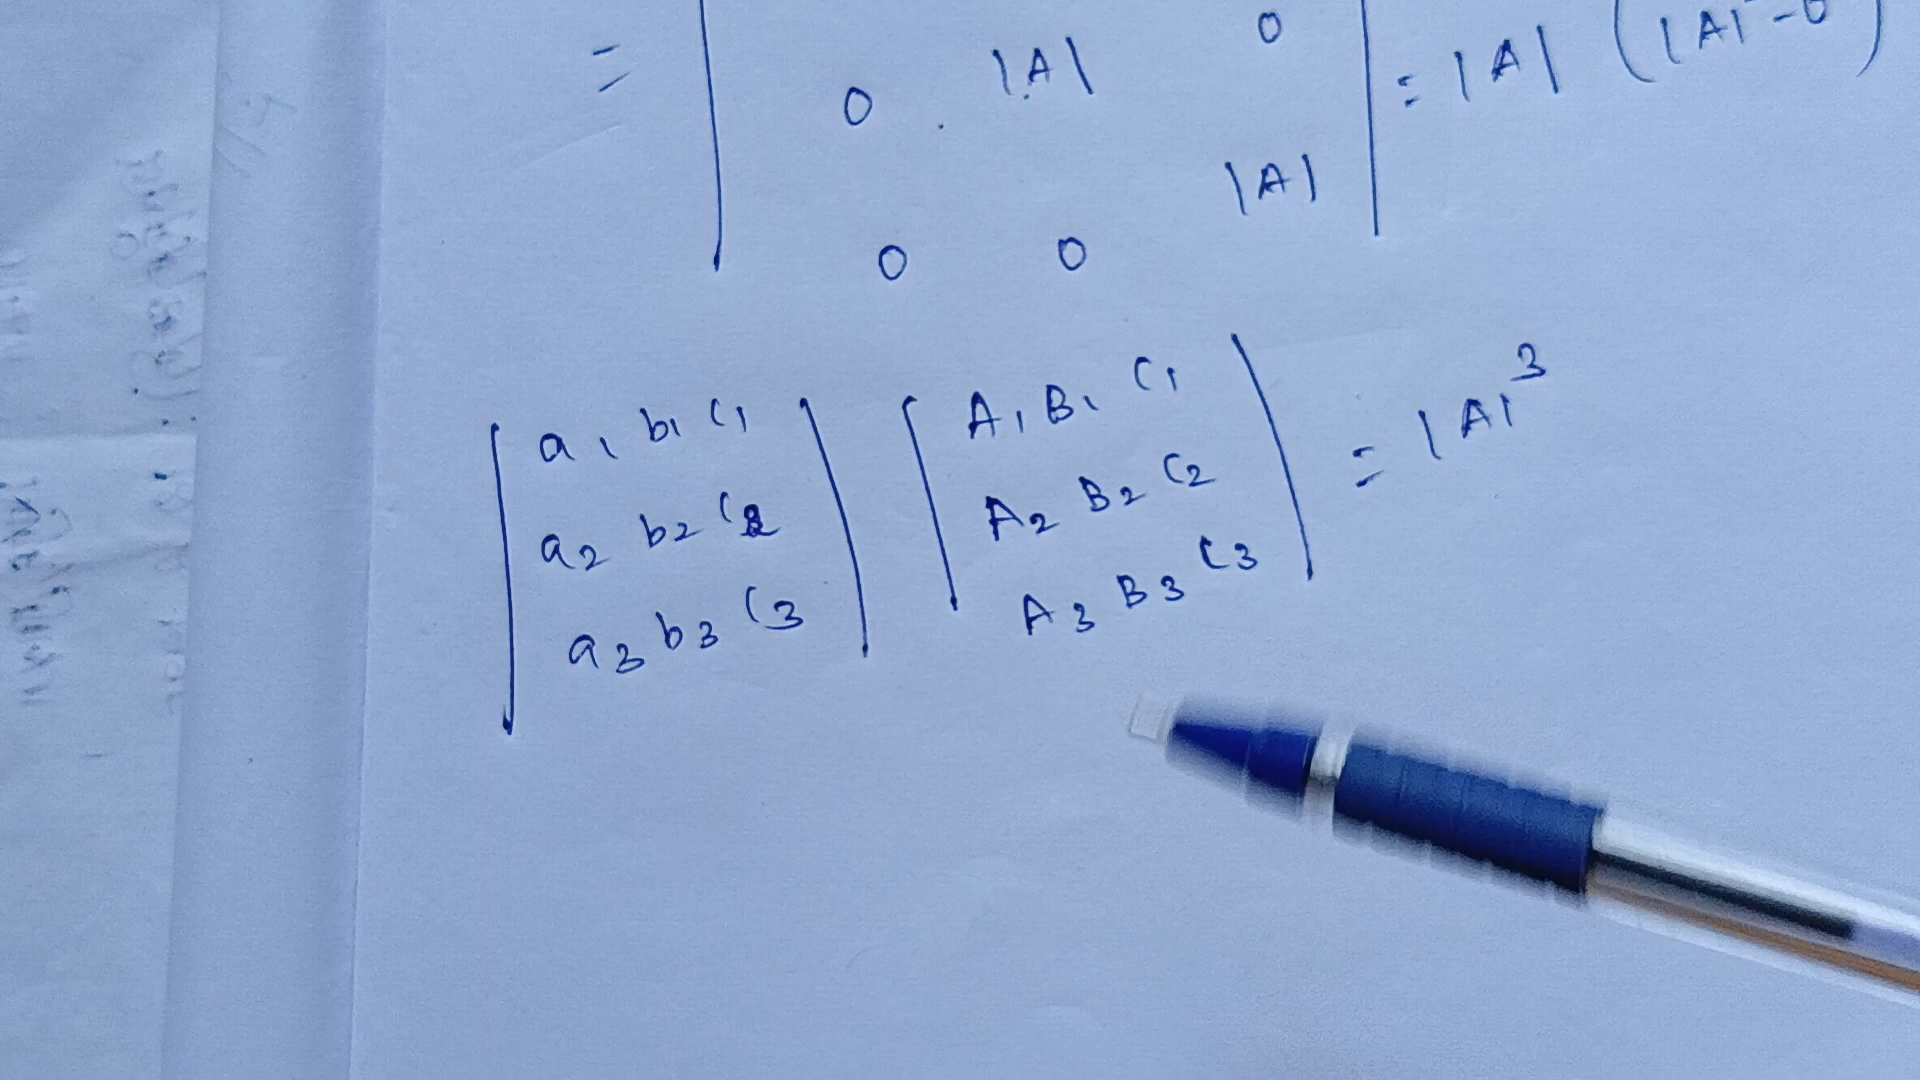 = | 0 |A| 0 | = |A| (|A| - 0)
0 0 |A|
| a1 b1 c1 | | A1 B1 C1 | = |A|³
| a2 b2 c2 | | A2 B2 C2 |
| a3 b3 c3 | | A3 B3 C3 |